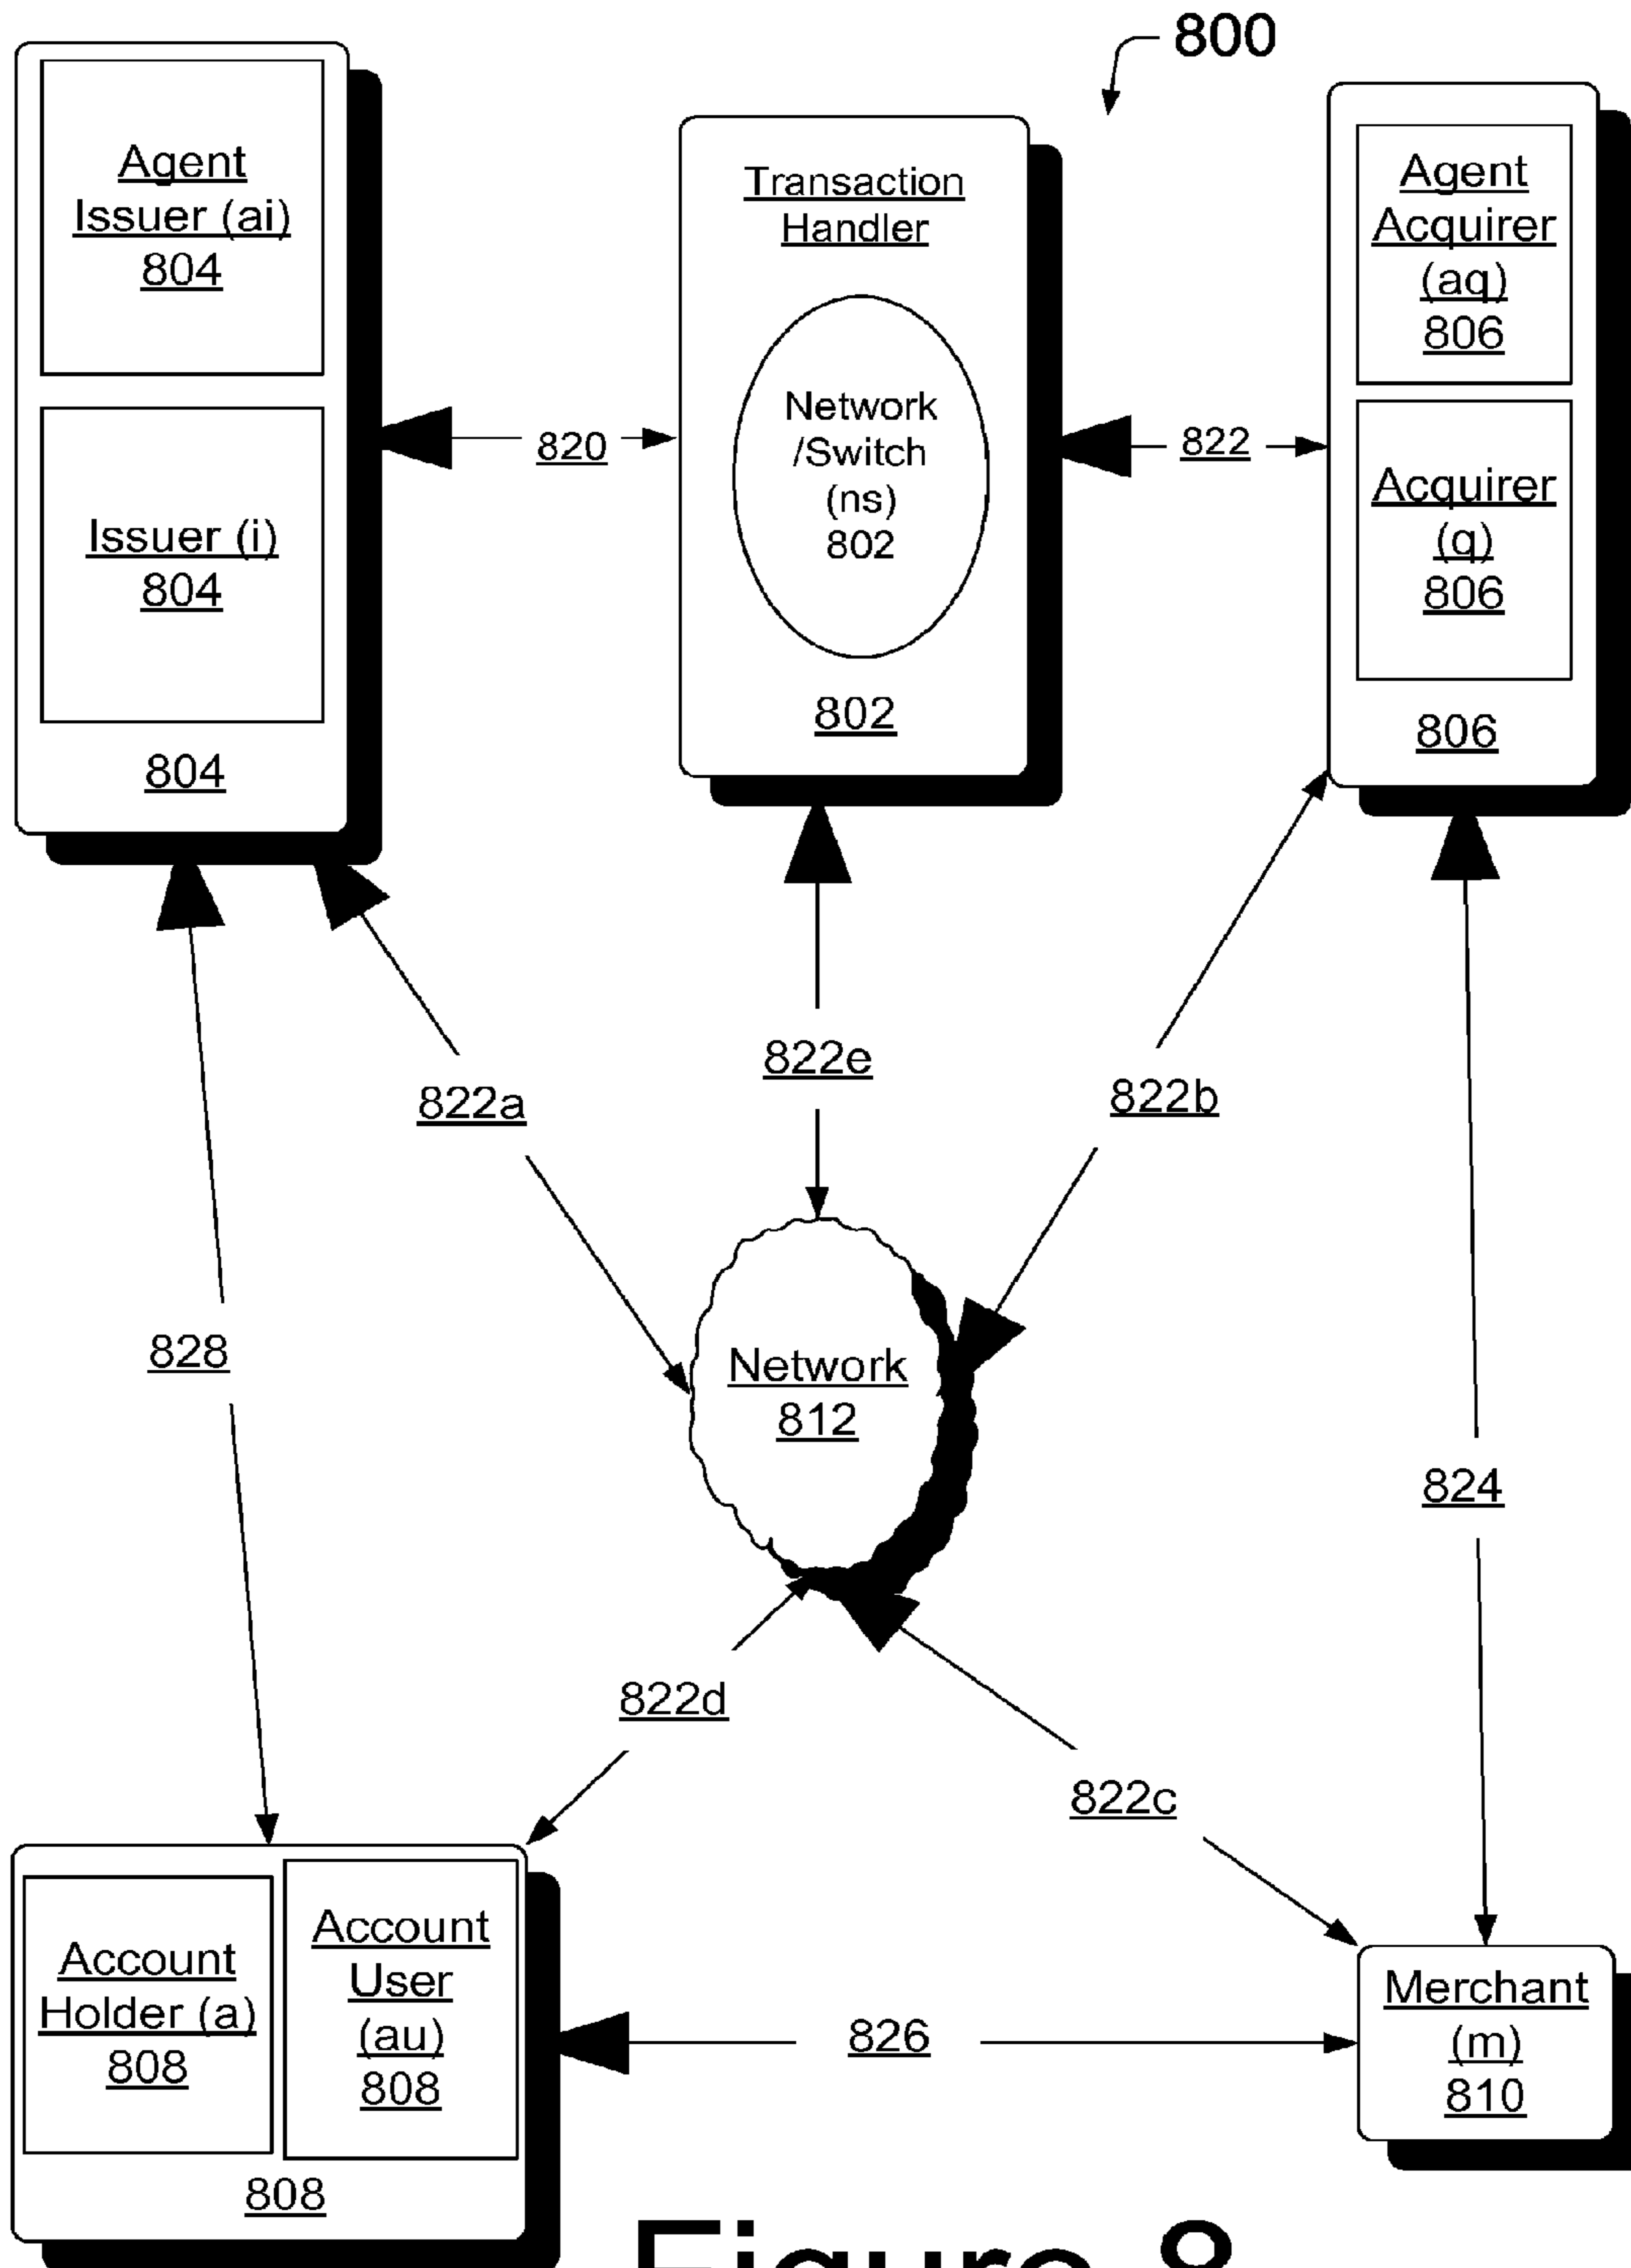 800
Agent
Issuer (ai)
804
Issuer (i)
804
804
820
Transaction
Handler
Network
/Switch
(ns)
802
802
822
Agent
Acquirer
(aq)
806
Acquirer
(q)
806
806
822a
822e
822b
828
Network
812
824
822d
822c
Account
Holder (a)
808
Account
User
(au)
808
808
826
Merchant
(m)
810
Figure 8